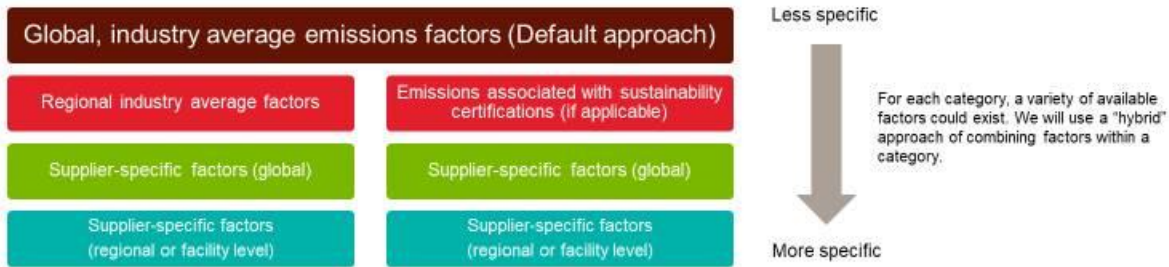 Global, industry average emissions factors (Default approach)
Regional industry average factors
Emissions associated with sustainability
certifications (if applicable)
Supplier-specific factors (global)
Supplier-specific factors (global)
Supplier-specific factors
(regional or facility level)
Supplier-specific factors
(regional or facility level)
Less specific
For each category, a variety of available
factors could exist. We will use a "hybrid"
approach of combining factors within a
category.
More specific